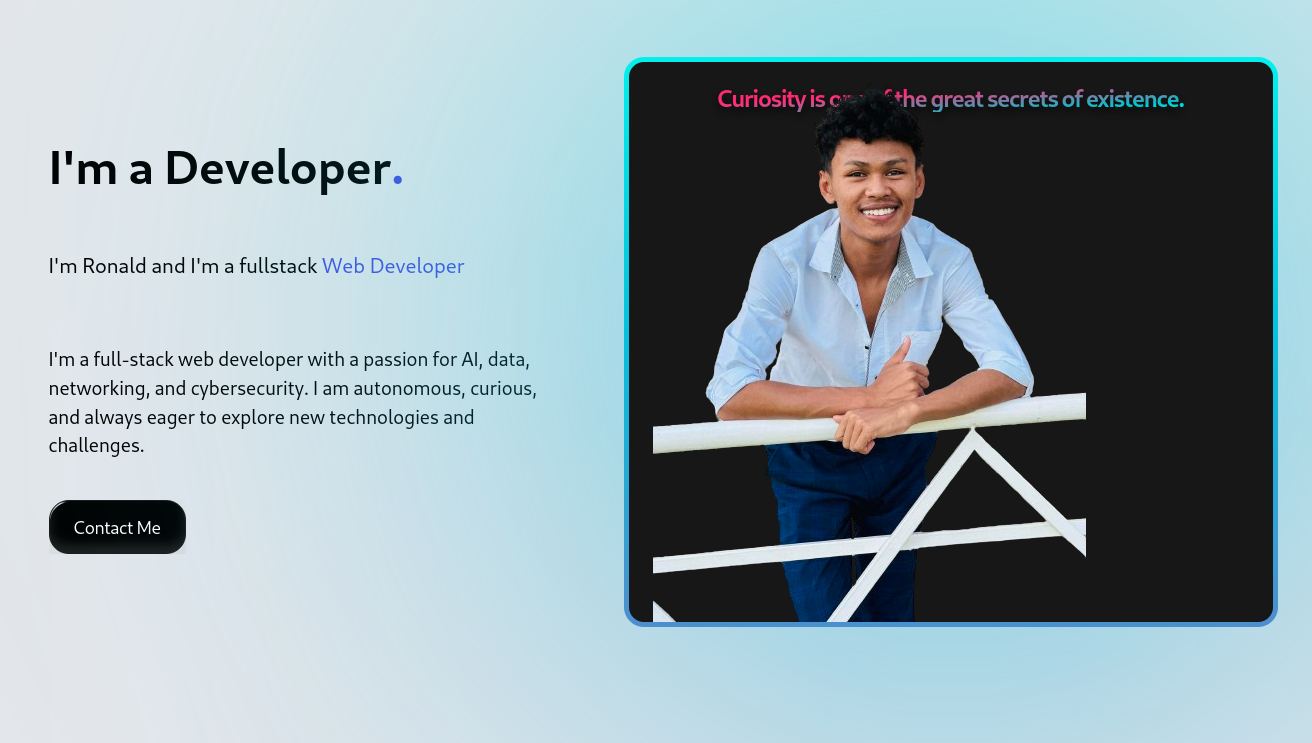 I'm a Developer.
I'm Ronald and I'm a fullstack Web Developer
I'm a full-stack web developer with a passion for AI, data,
networking, and cybersecurity. I am autonomous, curious,
and always eager to explore new technologies and
challenges.
Contact Me
Curiosity is of the great secrets of existence.